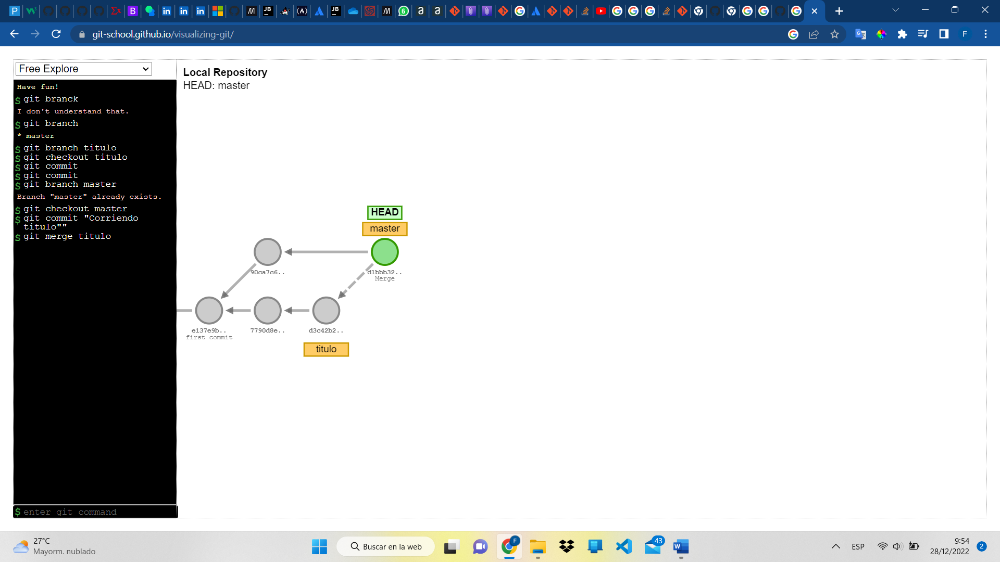 git-school.github.io/visualizing-git/
F
Free Explore
Have fun!
$ git branck
I don't understand that.
$ git branch
* master
$ git branch titulo
$ git checkout titulo
$ git commit
$ git commit
$ git branch master
Branch "master" already exists.
$ git checkout master
$ git commit "Corriendo
titulo""
$ git merge titulo
$ enter git command
Local Repository
HEAD: master
HEAD
master
90ca7c6..
d1bbb32..
Merge
e137e9b..
first commit
7790d8e..
d3c42b2..
titulo
27°C
Mayorm. nublado
Buscar en la web
F
43
ESP
9:54
28/12/2022
2